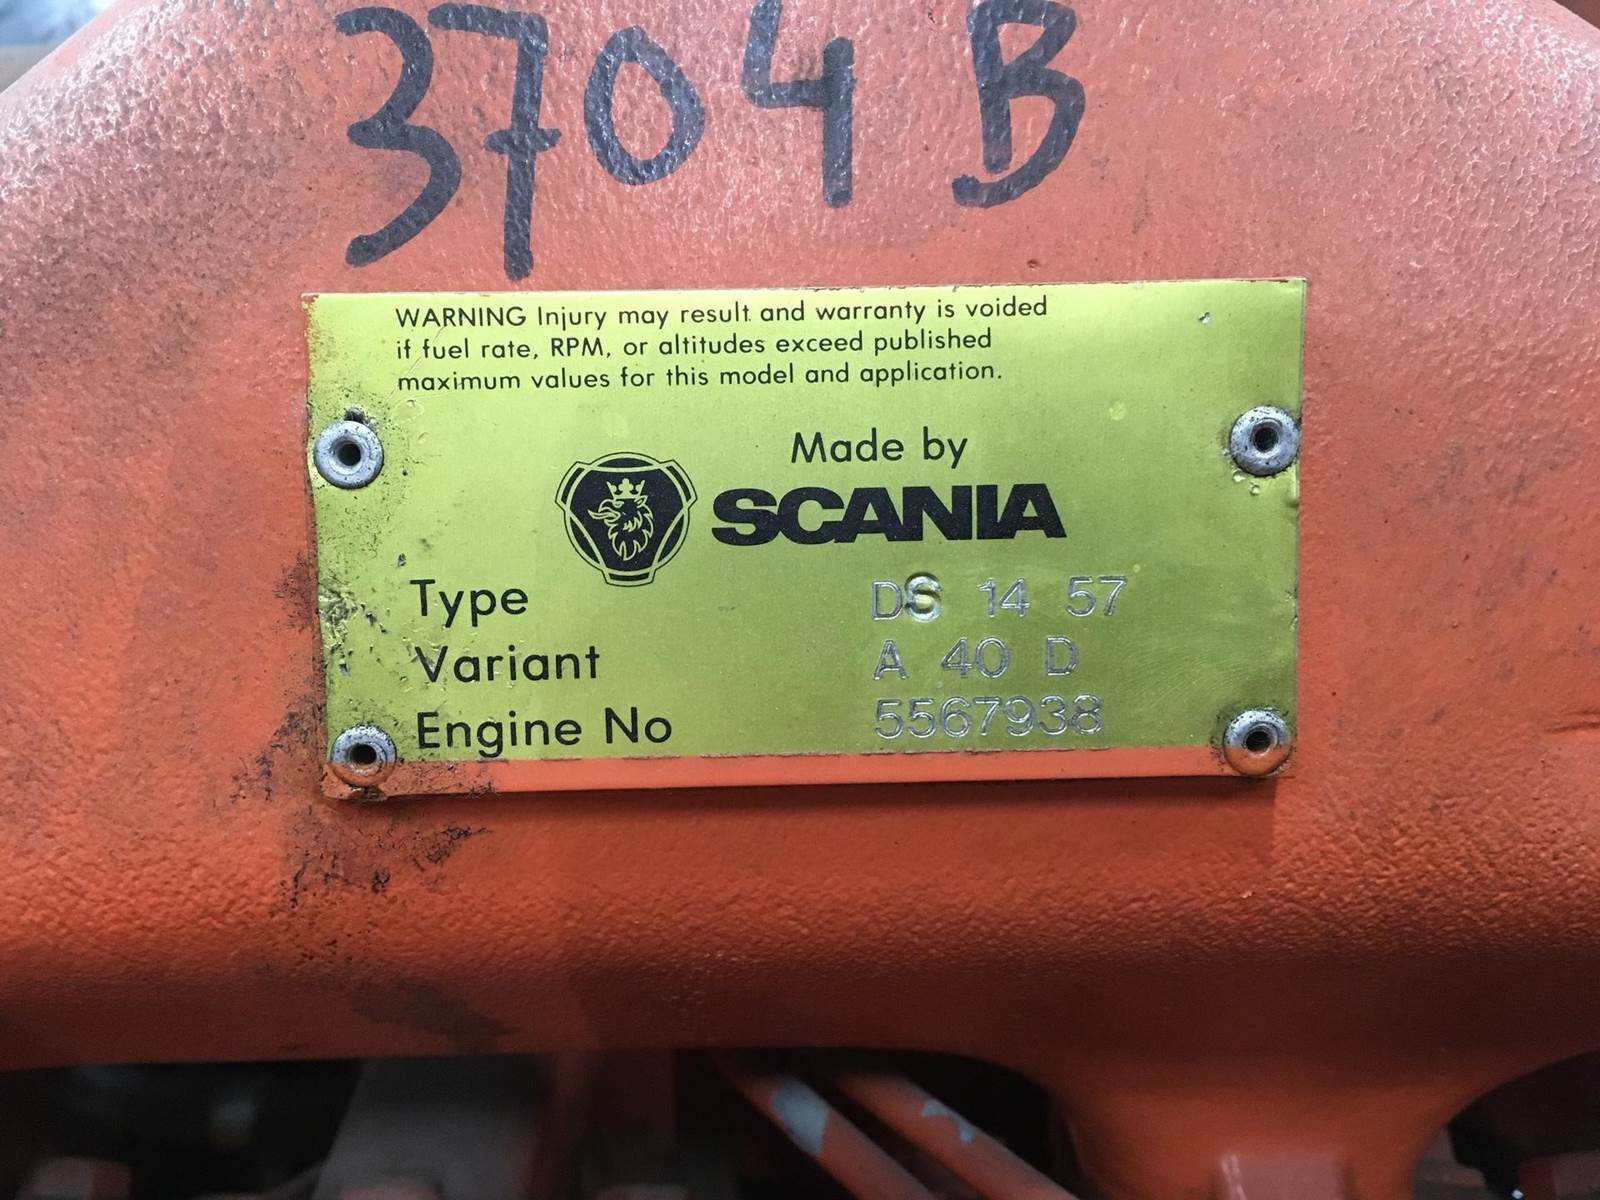 3704 B
WARNING Injury may result and warranty is voided
if fuel rate, RPM, or altitudes exceed published
maximum values for this model and application.
Made by
SCANIA
Type DS 14 57
Variant A 40 D
Engine No 5567938